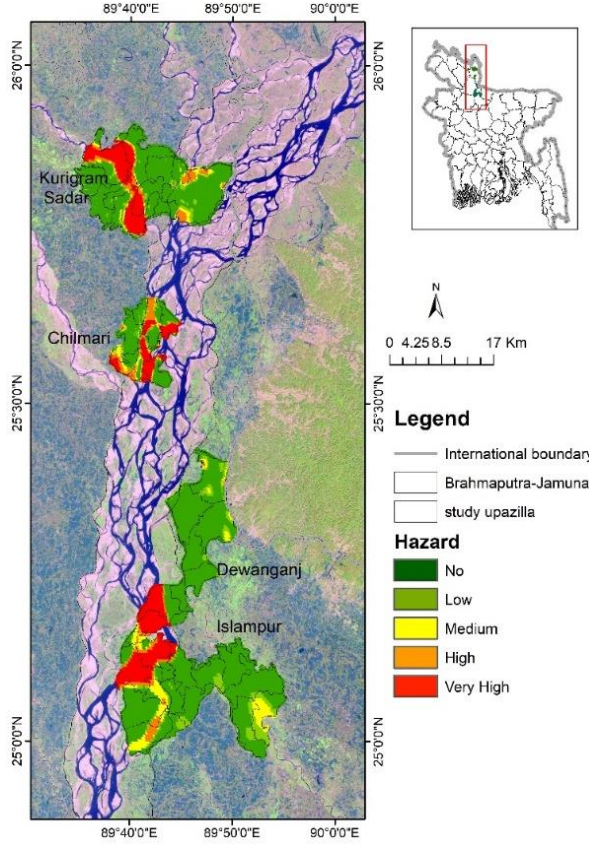 89°40'0"E 89°50'0"E 90°0'0"E
26°0'0"N
26°0'0"N
Kurigram
Sadar
Chilmari
25°30'0"N
25°30'0"N
Dewanganj
Islampur
25°0'0"N
25°0'0"N
89°40'0"E 89°50'0"E 90°0'0"E
N
0 4.25 8.5 17 Km
Legend
International boundary
Brahmaputra-Jamuna
study upazilla
Hazard
No
Low
Medium
High
Very High